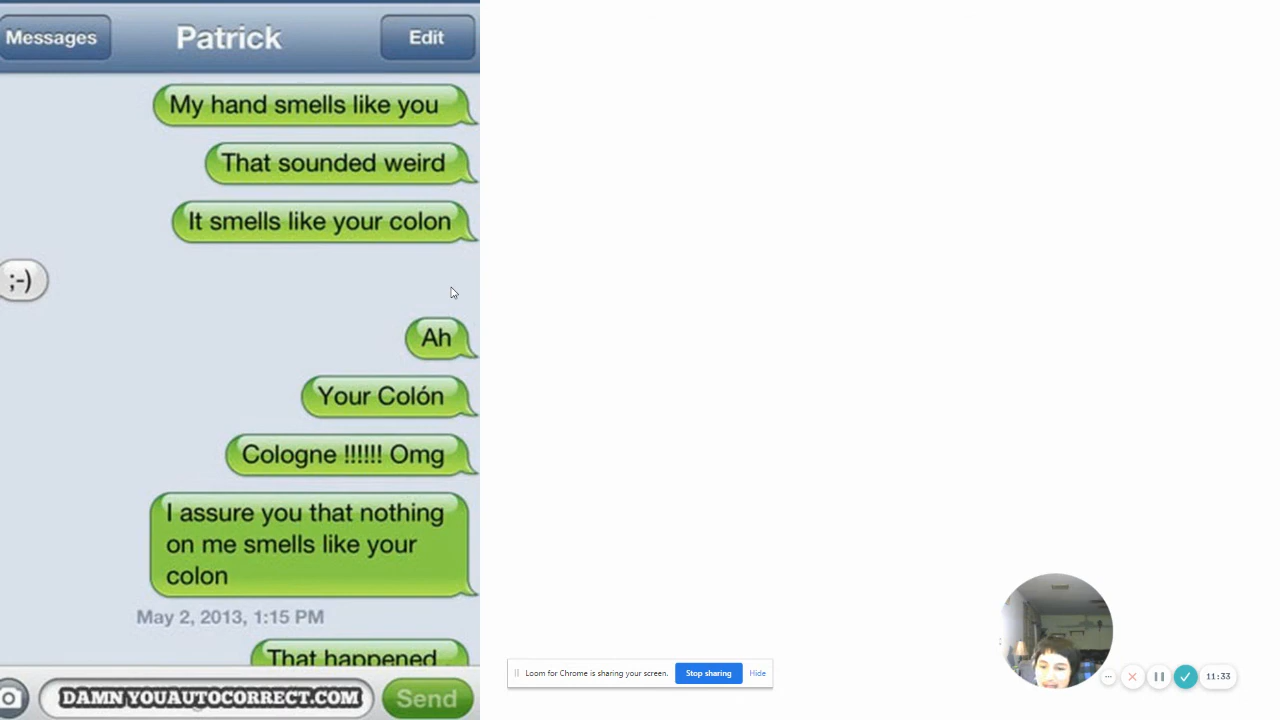 Messages
Patrick
Edit
My hand smells like you
That sounded weird
It smells like your colon
;-)
Ah
Your Colón
Cologne !!!!!! Omg
I assure you that nothing
on me smells like your
colon
May 2, 2013, 1:15 PM
That happened
DAMNYOUAUTOCORRECT.COM
Send
Loom for Chrome is sharing your screen.
Stop sharing
Hide
11:33